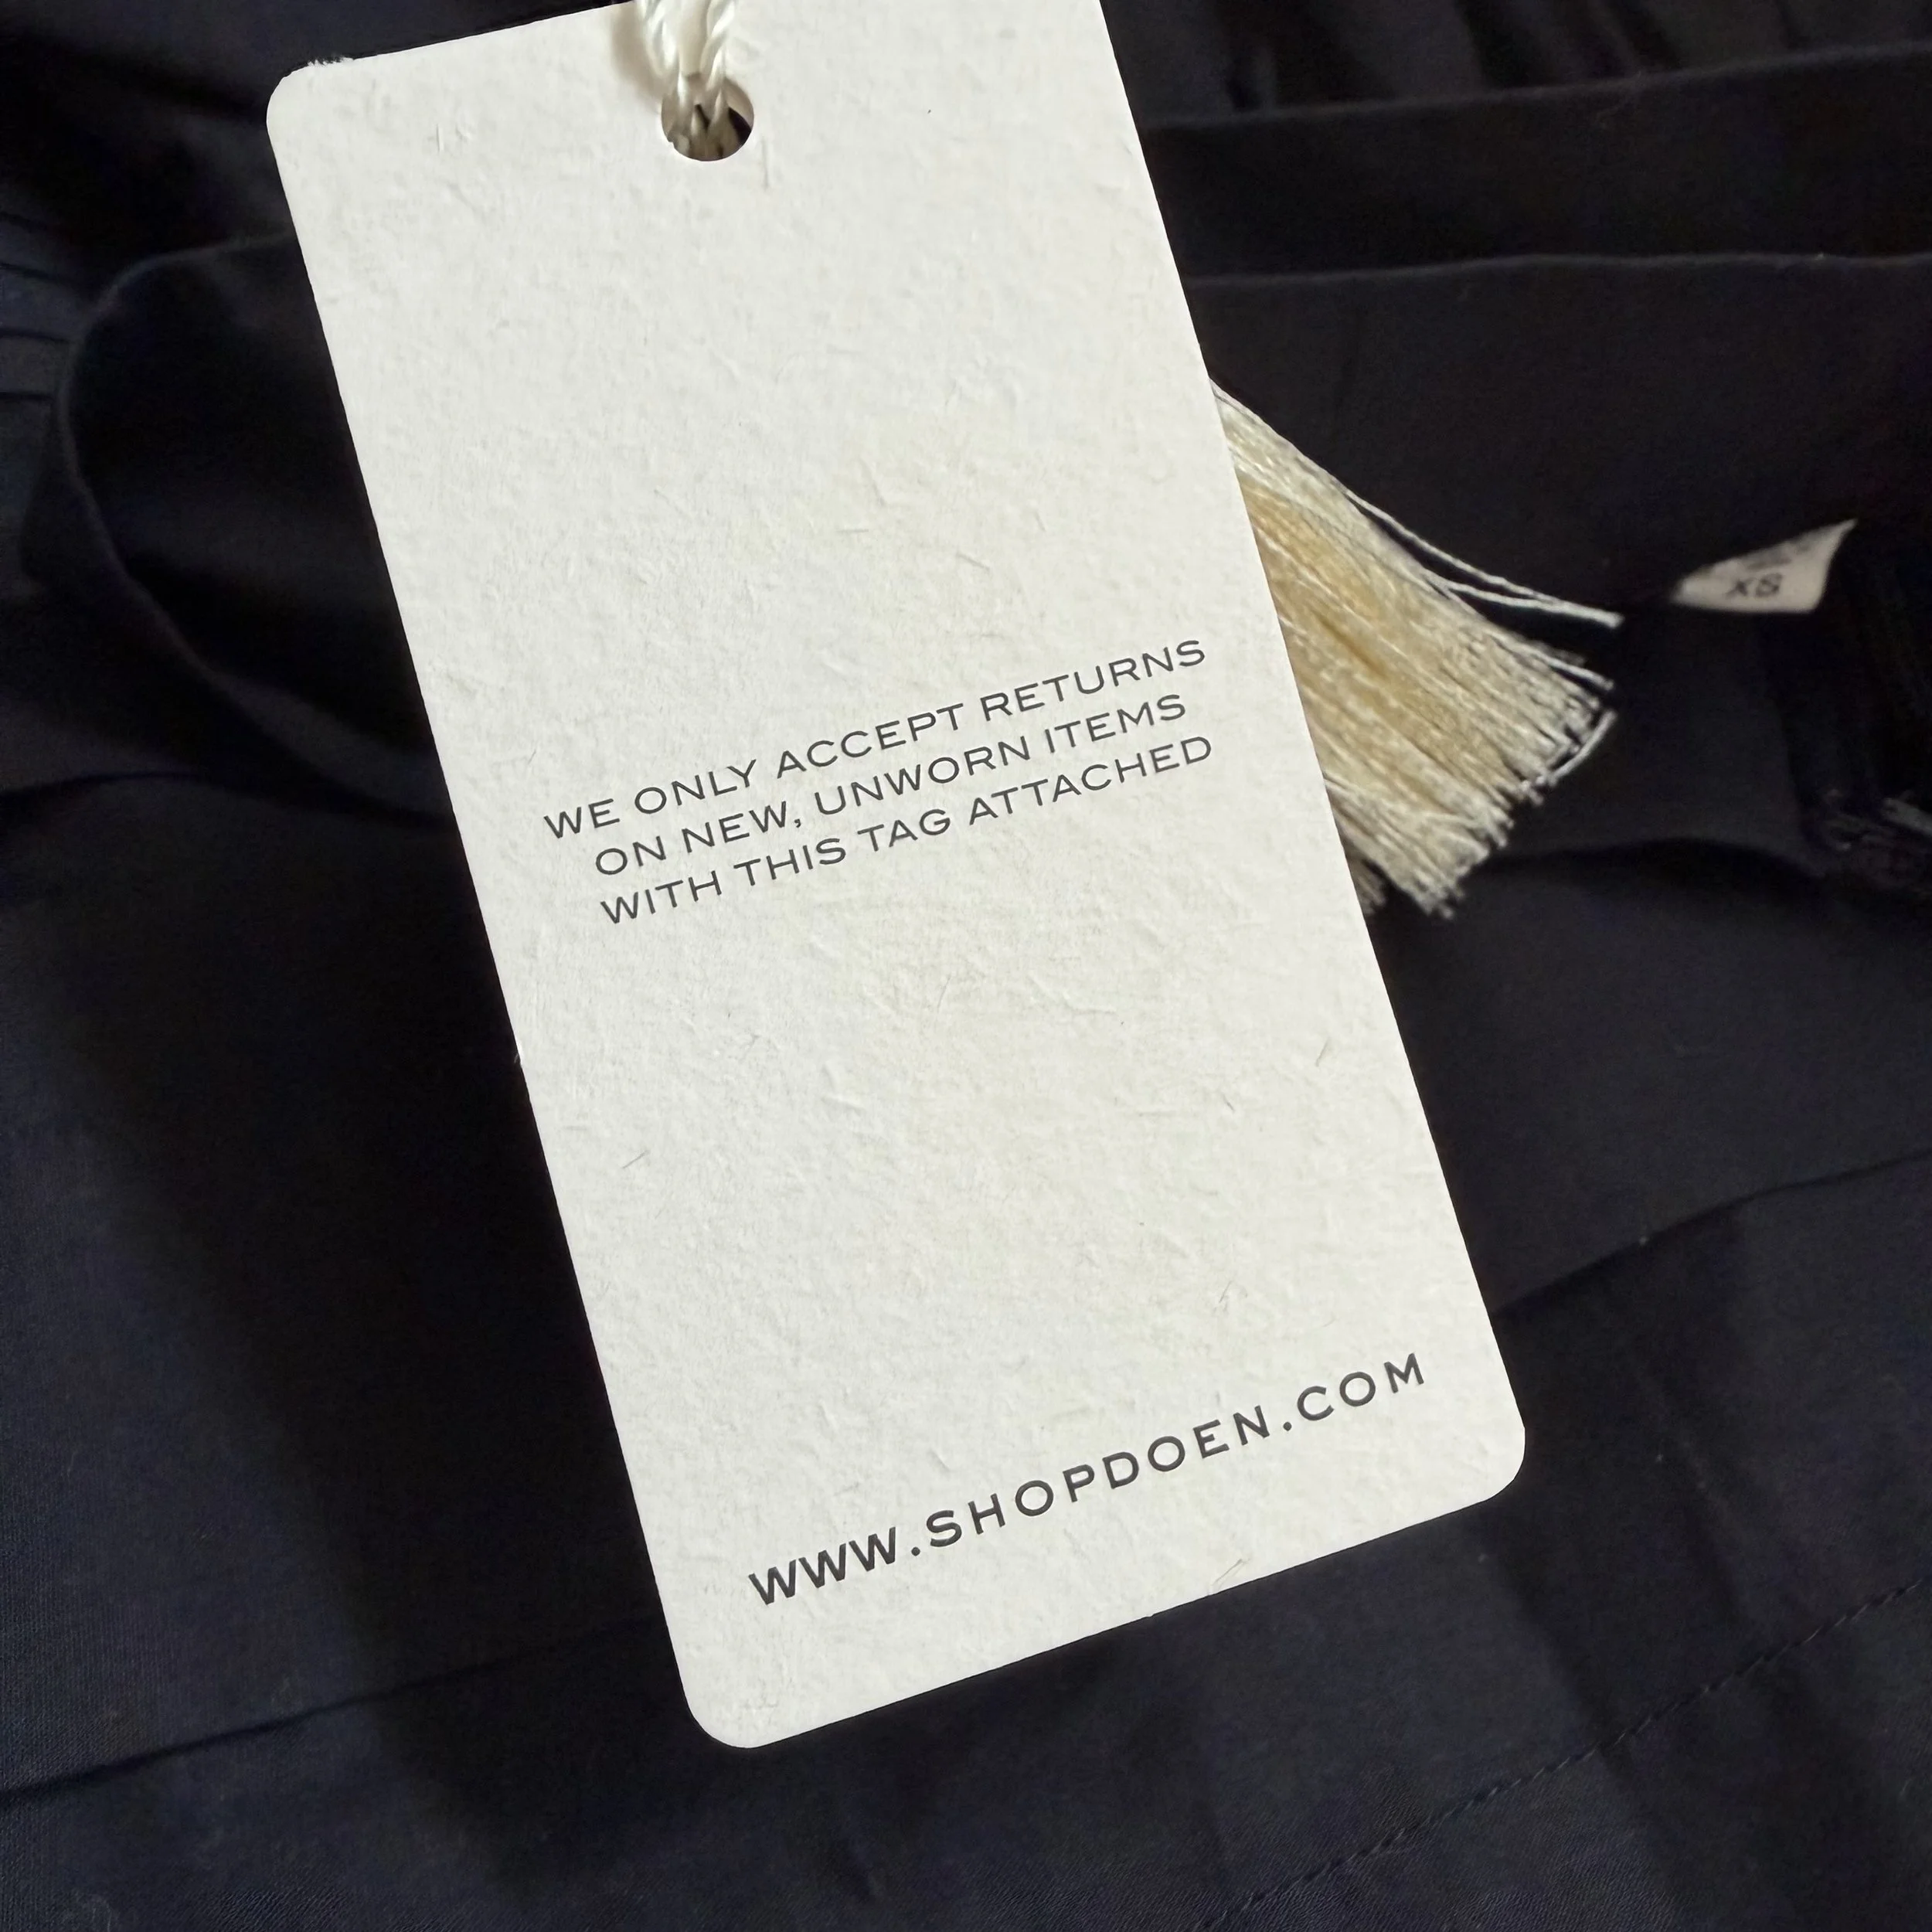 WE ONLY ACCEPT RETURNS
ON NEW, UNWORN ITEMS
WITH THIS TAG ATTACHED
WWW.SHOPDOEN.COM
XS